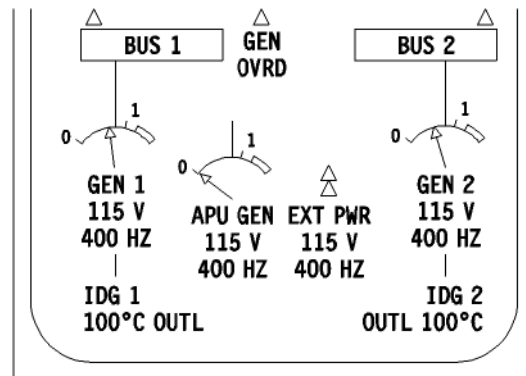 BUS 1
GEN
OVRD
BUS 2
0 1
0 1
0 1
GEN 1
115 V
400 HZ
APU GEN
115 V
400 HZ
EXT PWR
115 V
400 HZ
GEN 2
115 V
400 HZ
IDG 1
100°C OUTL
IDG 2
OUTL 100°C